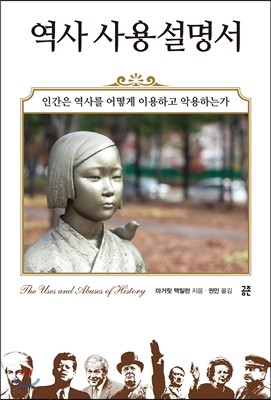 역사 사용설명서
인간은 역사를 어떻게 이용하고 악용하는가
The Uses and Abuses of History
마거릿 맥밀런 지음 · 권민 옮김
공존